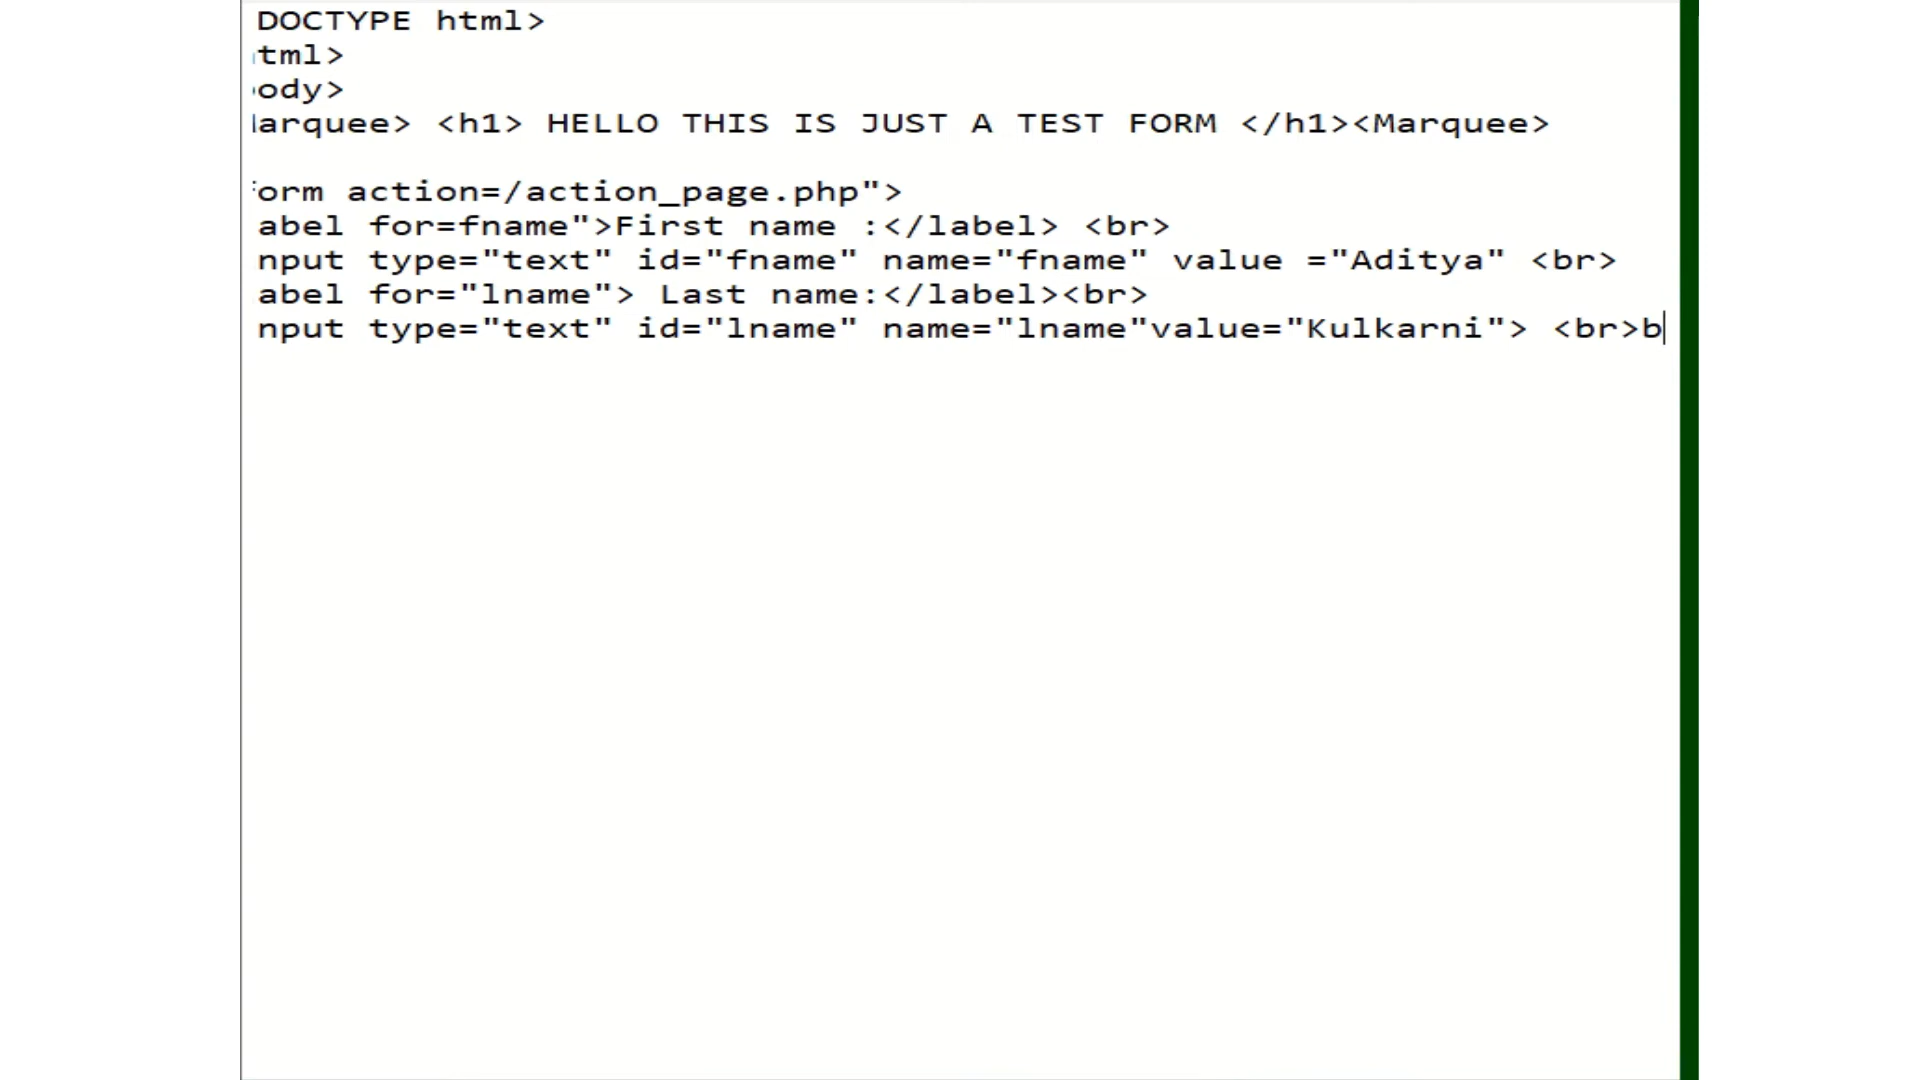 DOCTYPE html>
tml>
ody>
arquee> <h1> HELLO THIS IS JUST A TEST FORM </h1><Marquee>
orm action=/action_page.php">
abel for=fname">First name :</label> <br>
nput type="text" id="fname" name="fname" value ="Aditya" <br>
abel for="lname"> Last name:</label><br>
nput type="text" id="lname" name="lname"value="Kulkarni"> <br>b